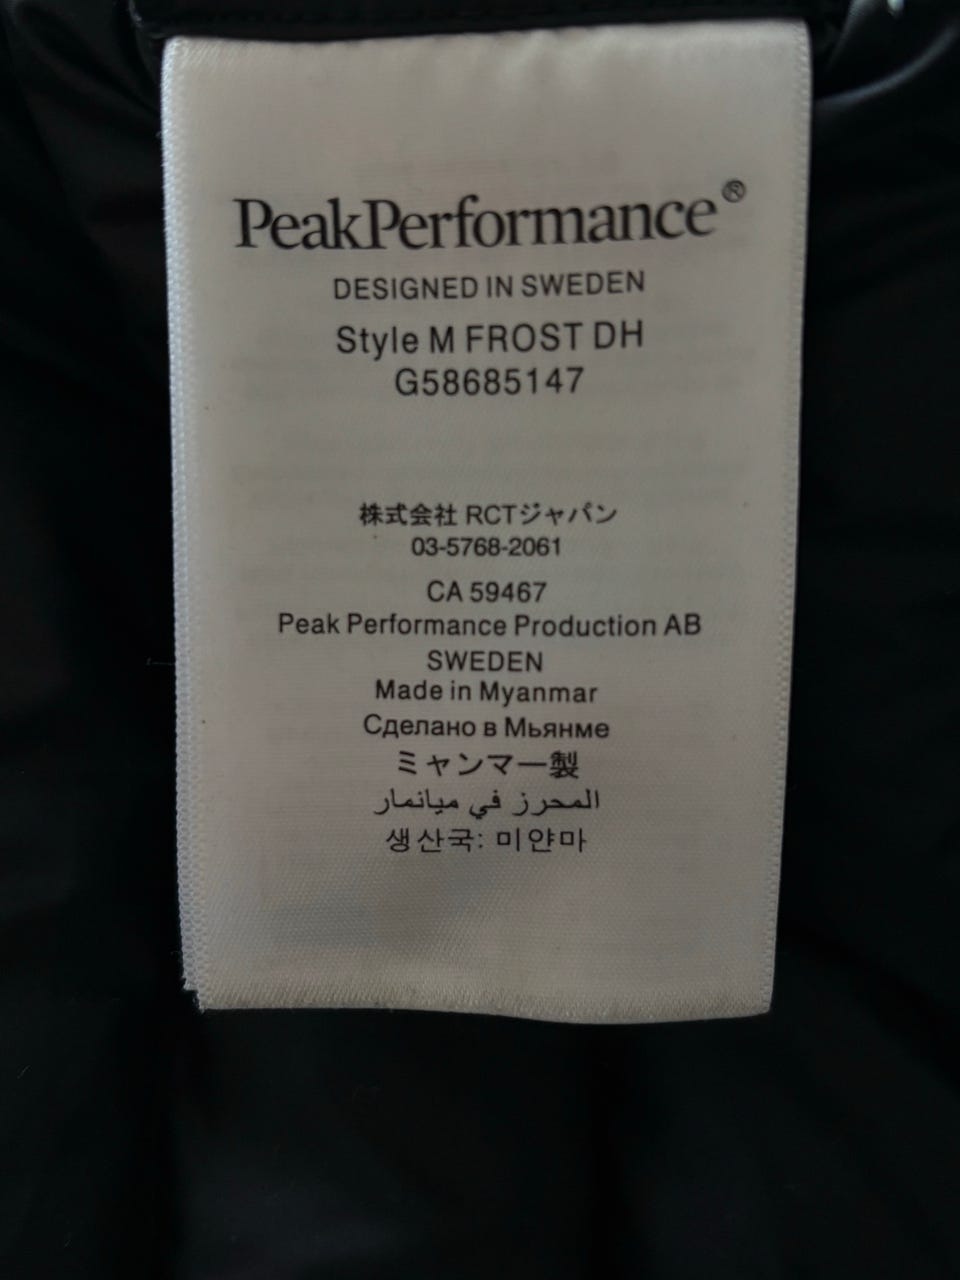 PeakPerformance®
DESIGNED IN SWEDEN
Style M FROST DH
G58685147
株式会社 RCTジャパン
03-5768-2061
CA 59467
Peak Performance Production AB
SWEDEN
Made in Myanmar
Сделано в Мьянме
ミャンマー製
المحرز في ميانمار
생산국: 미얀마